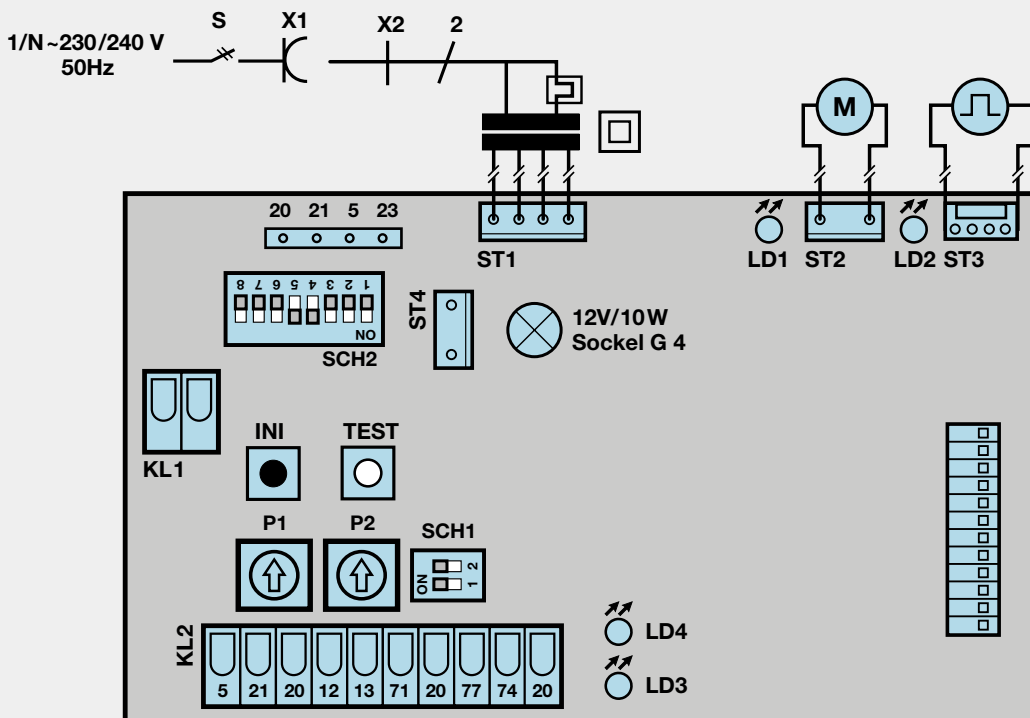 S X1 X2 2
1/N ~230/240 V
50Hz
M
20 21 5 23
ST1 LD1 ST2 LD2 ST3
8 7 6 5 4 3 2 1
ON
SCH2
ST4
12V/10W
Sockel G 4
KL1
INI TEST
P1 P2 SCH1
ON 1 2
KL2
5 21 20 12 13 71 20 77 74 20
LD4
LD3